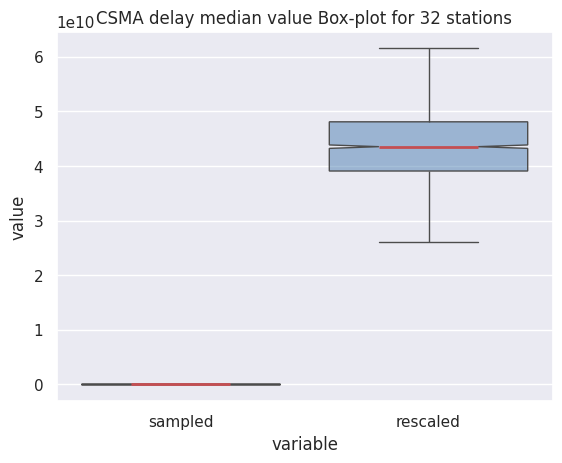 CSMA delay median value Box-plot for 32 stations
1e10
6
5
4
3
2
1
0
value
sampled rescaled
variable